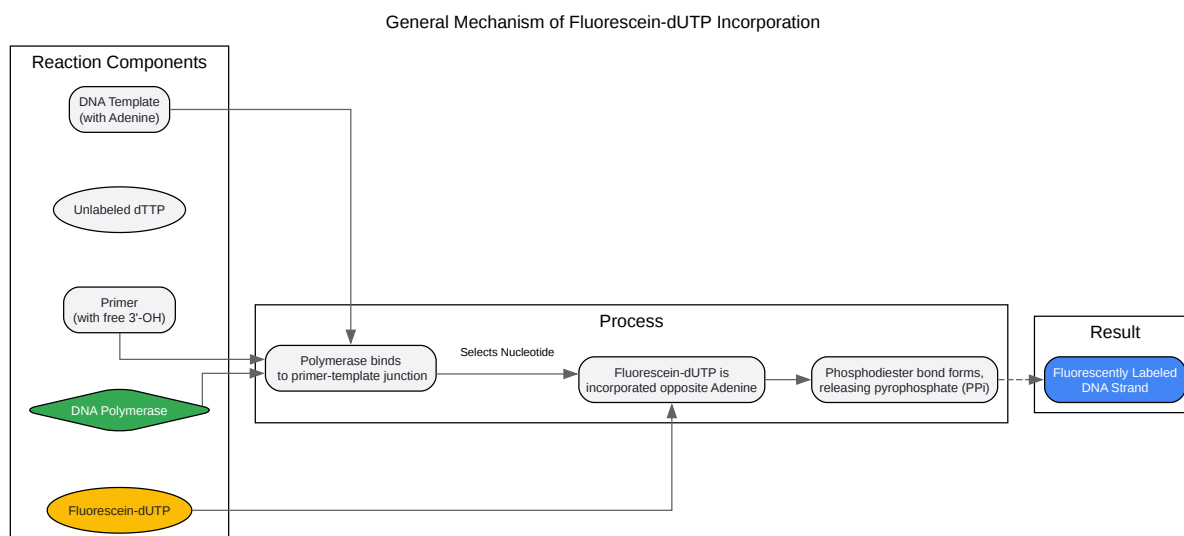 General Mechanism of Fluorescein-dUTP Incorporation
Reaction Components
DNA Template
(with Adenine)
Unlabeled dTTP
Primer
(with free 3'-OH)
DNA Polymerase
Fluorescein-dUTP
Process
Polymerase binds
to primer-template junction
Selects Nucleotide
Fluorescein-dUTP is
incorporated opposite Adenine
Phosphodiester bond forms,
releasing pyrophosphate (PPi)
Result
Fluorescently Labeled
DNA Strand